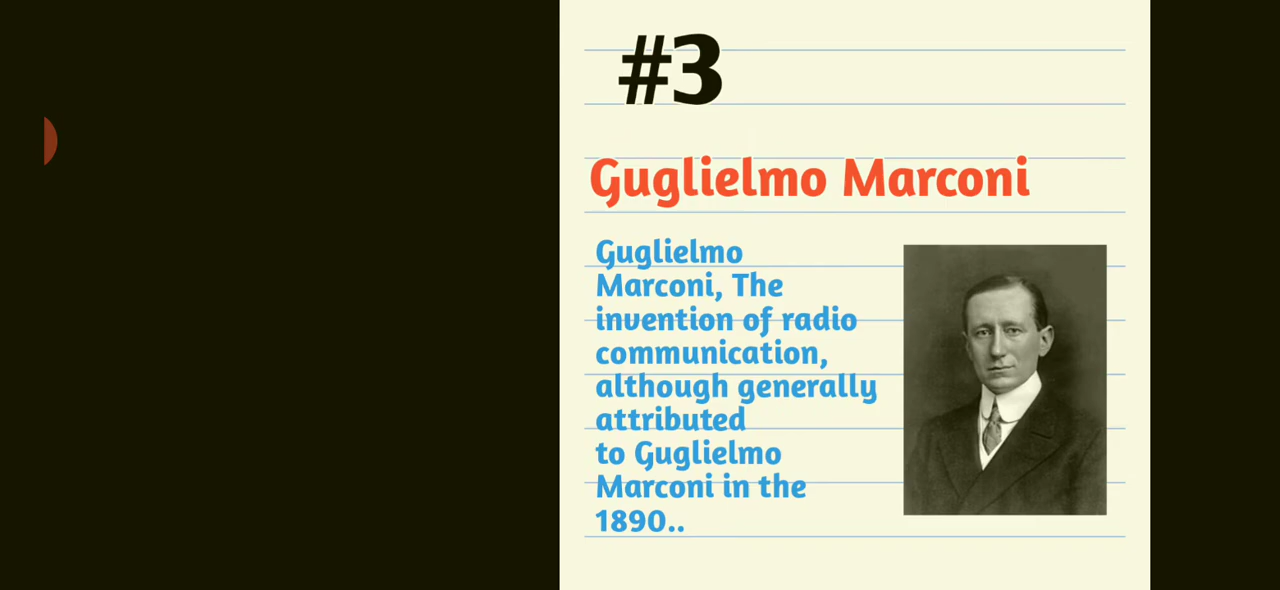 #3
Guglielmo Marconi
Guglielmo
Marconi, The
invention of radio
communication,
although generally
attributed
to Guglielmo
Marconi in the
1890..